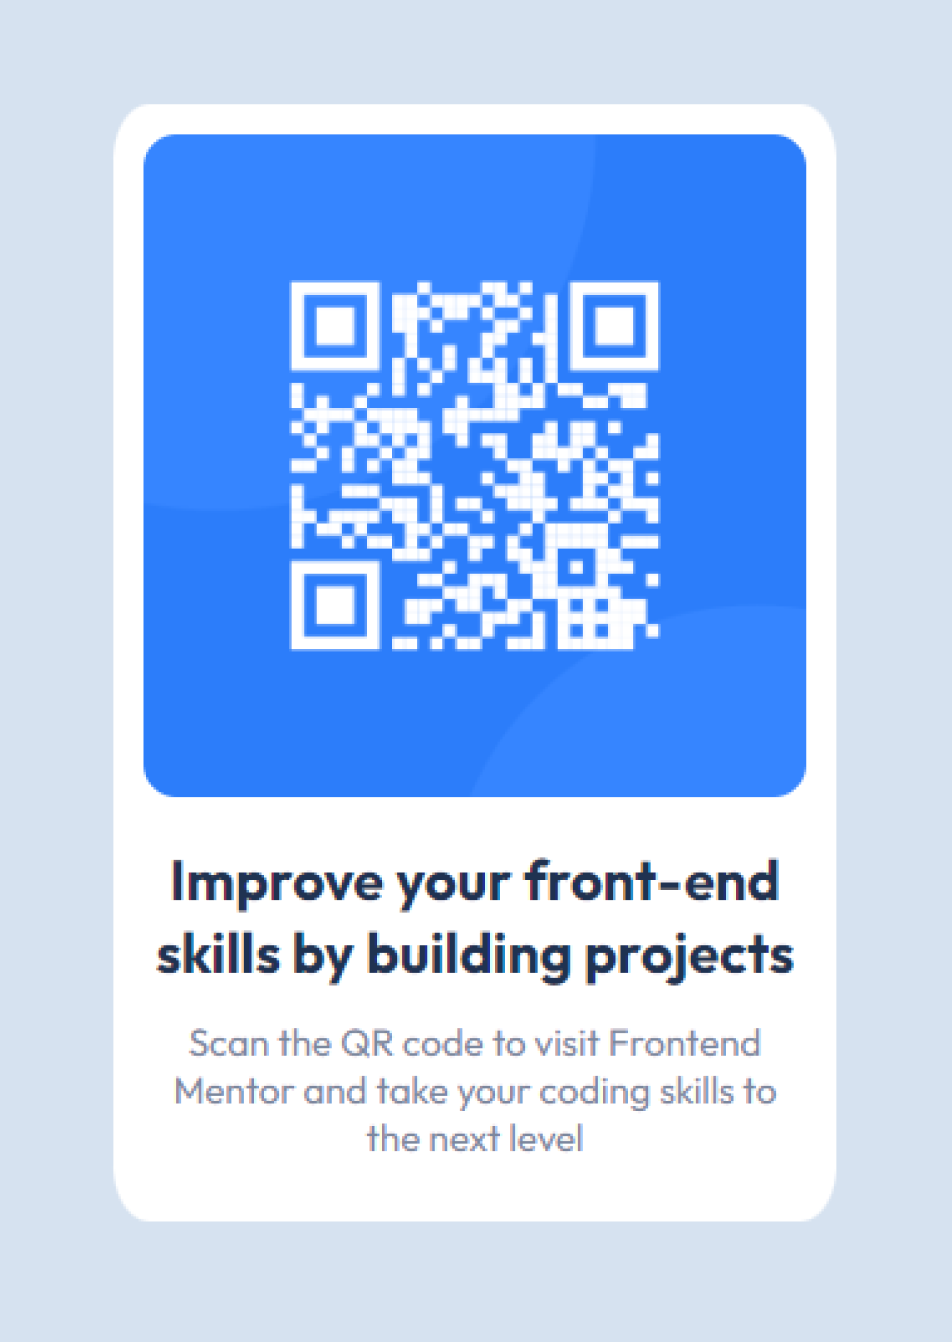 Improve your front-end
skills by building projects
Scan the QR code to visit Frontend
Mentor and take your coding skills to
the next level